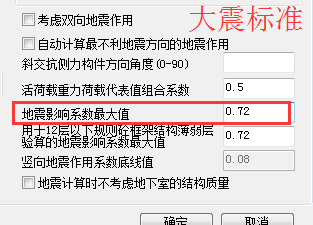 大震标准
考虑双向地震作用
自动计算最不利地震方向的地震作用
斜交抗侧力构件方向角度(0-90)
活荷载重力荷载代表值组合系数 0.5
地震影响系数最大值 0.72
用于12层以下规则砼框架结构薄弱层
验算的地震影响系数最大值 0.72
竖向地震作用系数底线值 0.08
地震计算时不考虑地下室的结构质量
确定 取消